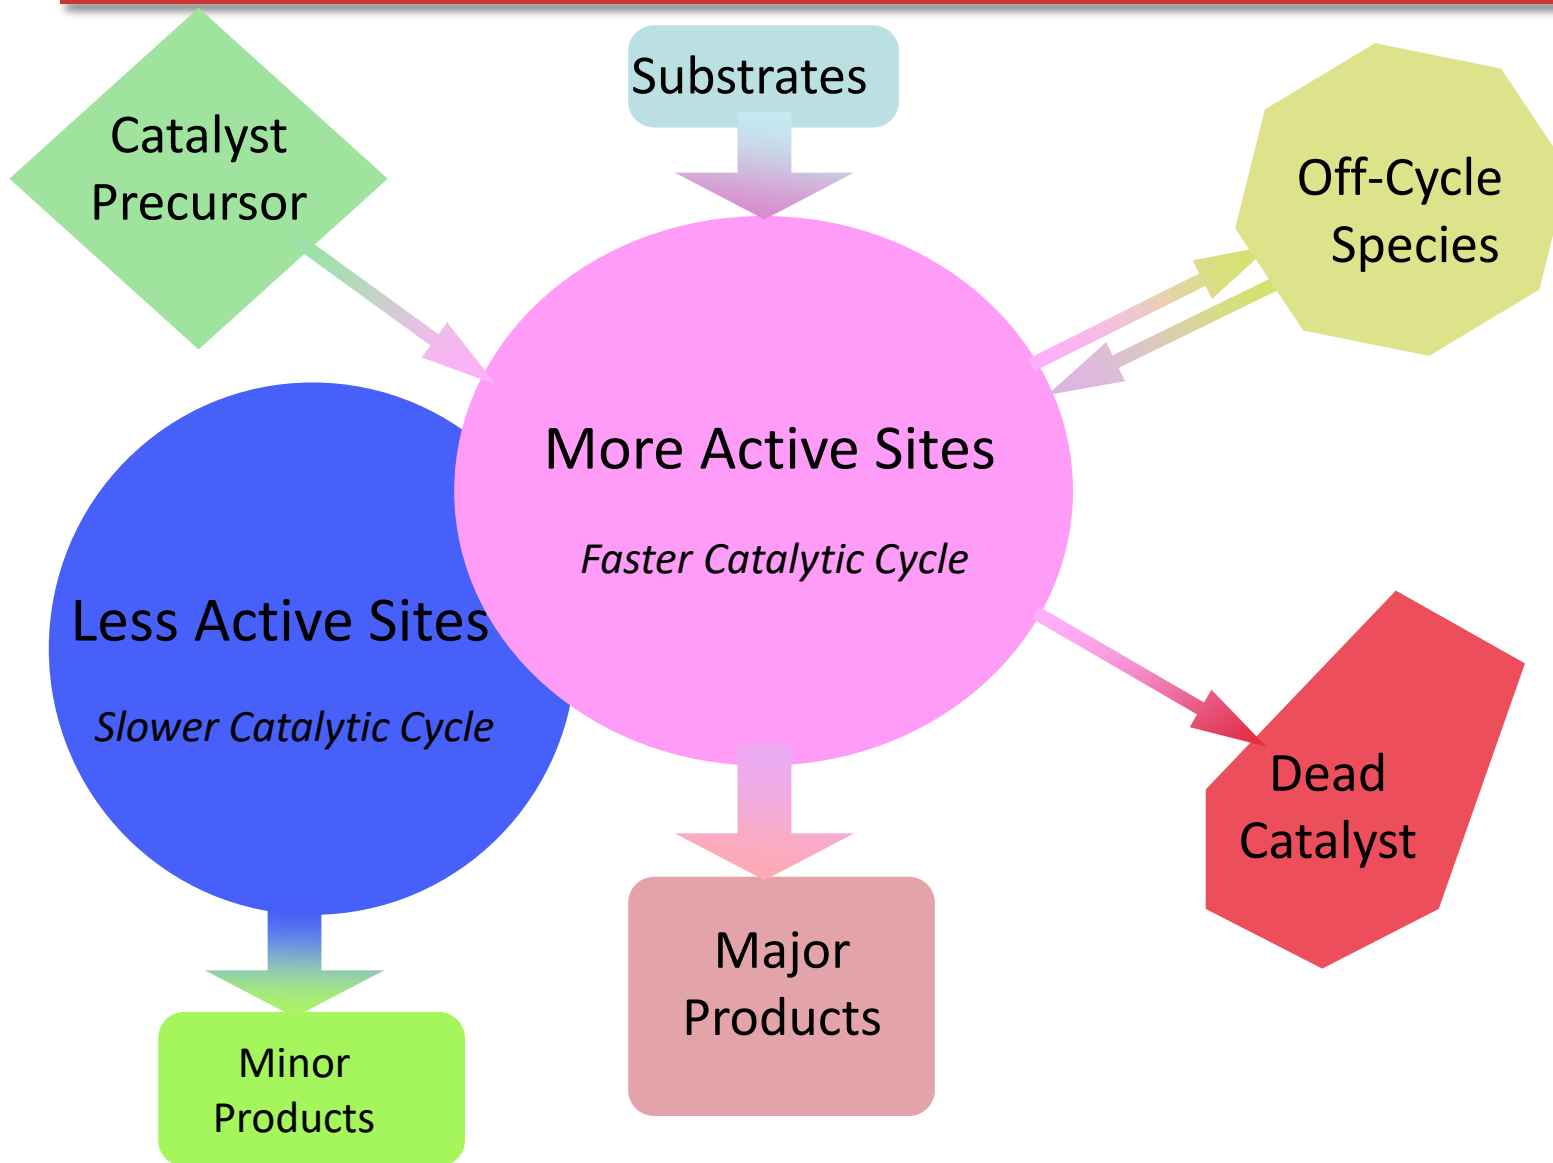 Substrates
Catalyst
Precursor
Off-Cycle
Species
More Active Sites
Faster Catalytic Cycle
Less Active Sites
Slower Catalytic Cycle
Dead
Catalyst
Major
Products
Minor
Products